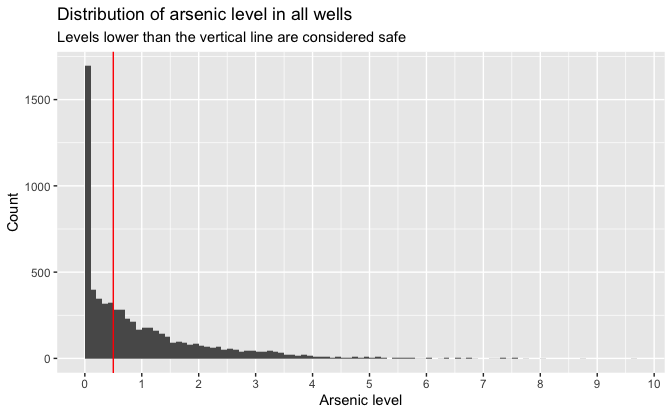 Distribution of arsenic level in all wells
Levels lower than the vertical line are considered safe
1500
1000
500
0
Count
0 1 2 3 4 5 6 7 8 9 10
Arsenic level